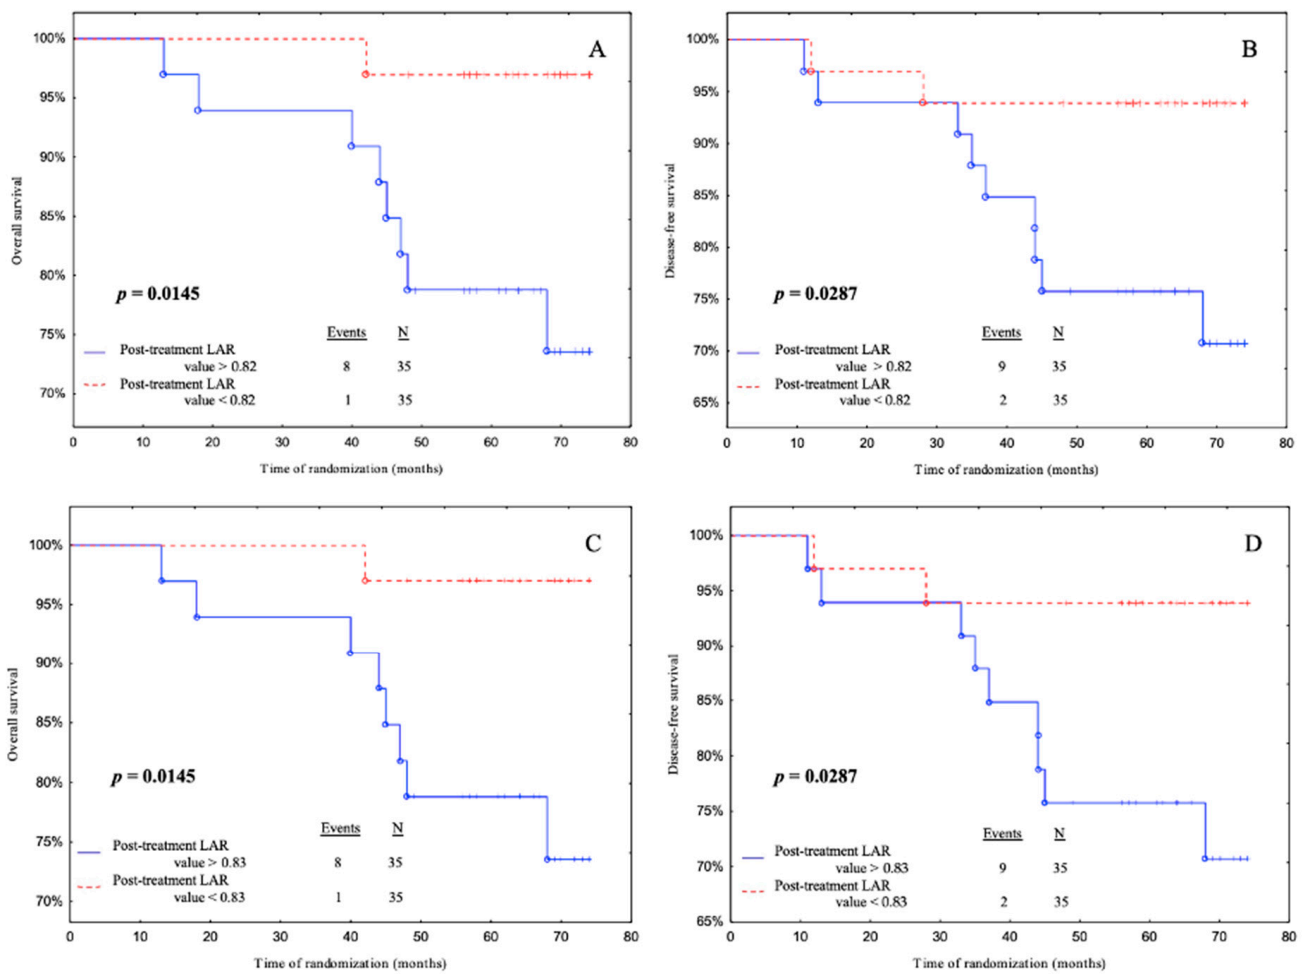 A
100%
95%
90%
85%
80%
75%
70%
Overall survival
p = 0.0145
Events N
Post-treatment LAR
value > 0.82 8 35
Post-treatment LAR
value < 0.82 1 35
0 10 20 30 40 50 60 70 80
Time of randomization (months)
B
100%
95%
90%
85%
80%
75%
70%
65%
Disease-free survival
p = 0.0287
Events N
Post-treatment LAR
value > 0.82 9 35
Post-treatment LAR
value < 0.82 2 35
0 10 20 30 40 50 60 70 80
Time of randomization (months)
C
100%
95%
90%
85%
80%
75%
70%
Overall survival
p = 0.0145
Events N
Post-treatment LAR
value > 0.83 8 35
Post-treatment LAR
value < 0.83 1 35
0 10 20 30 40 50 60 70 80
Time of randomization (months)
D
100%
95%
90%
85%
80%
75%
70%
65%
Disease-free survival
p = 0.0287
Events N
Post-treatment LAR
value > 0.83 9 35
Post-treatment LAR
value < 0.83 2 35
0 10 20 30 40 50 60 70 80
Time of randomization (months)